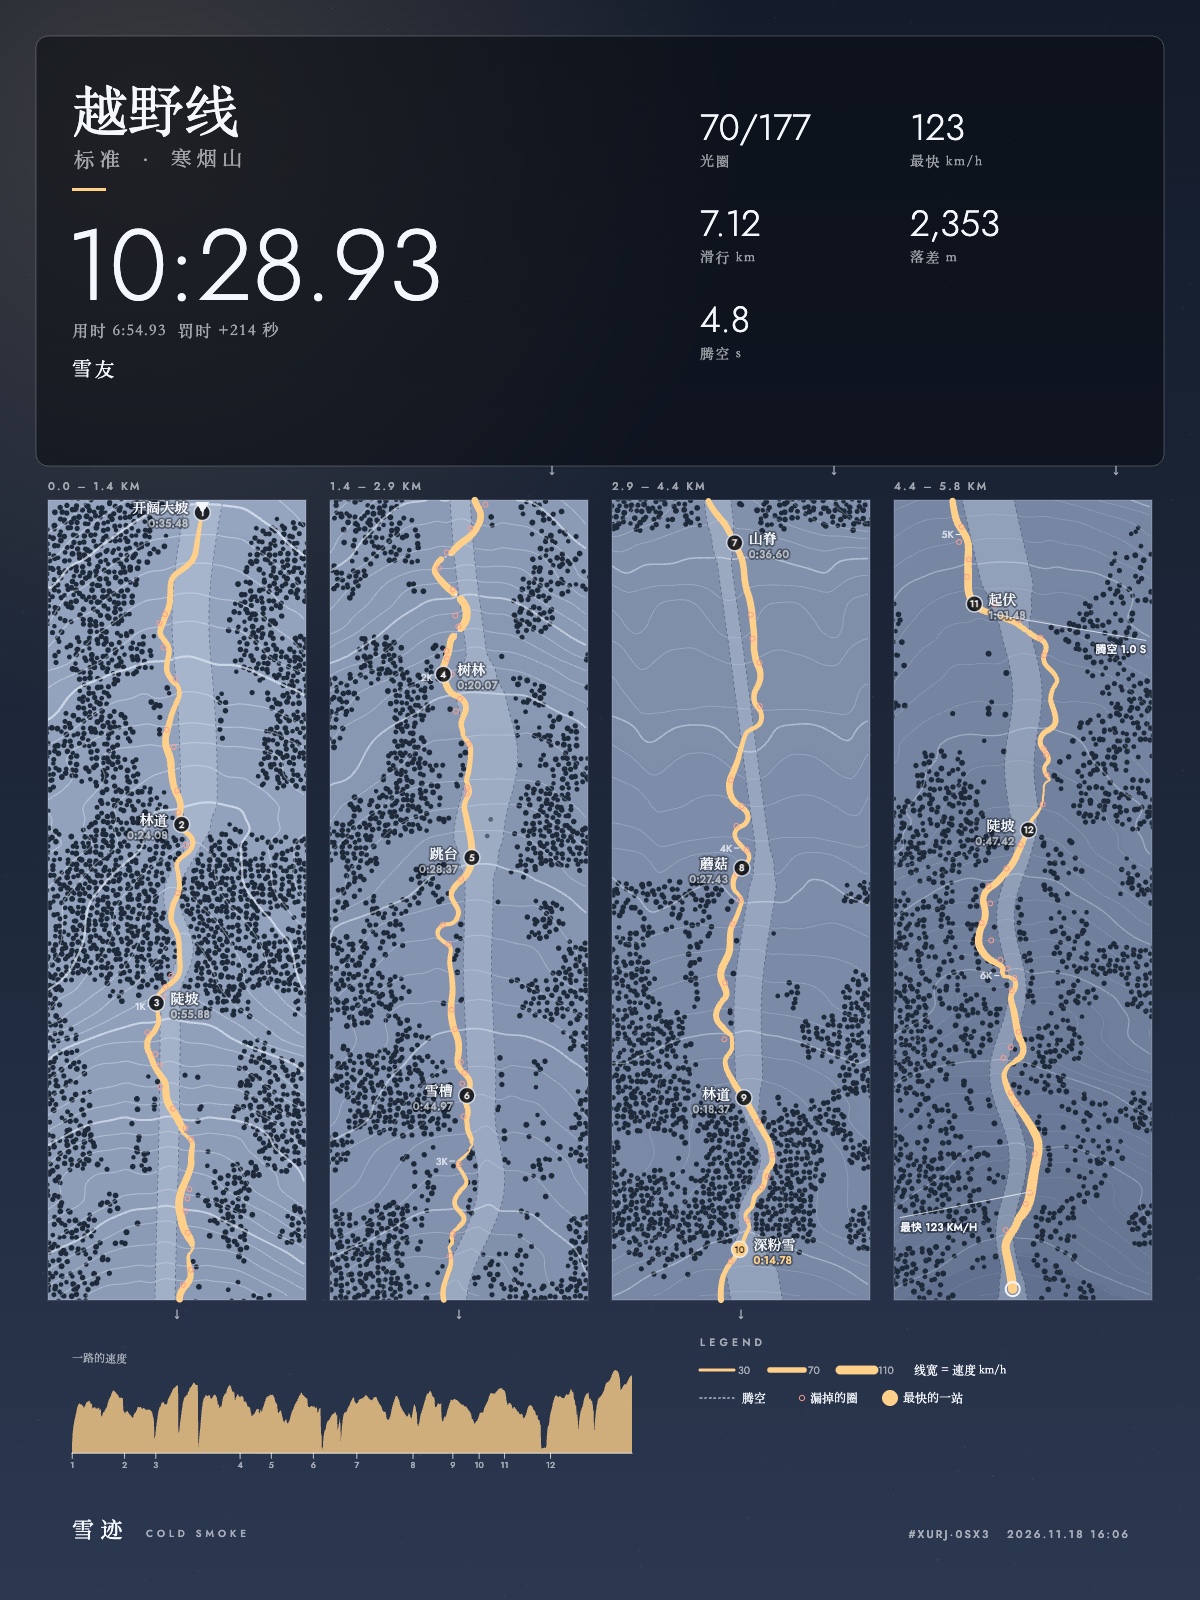 越野线
标准 · 寒烟山
10:28.93
用时 6:54.93 罚时 +214 秒
雪友
70/177
光圈
123
最快 km/h
7.12
滑行 km
2,353
落差 m
4.8
腾空 s
0.0 – 1.4 KM
开阔大坡
0:35.48
林道
2
0:24.08
1K
3
陡坡
0:55.88
1.4 – 2.9 KM
2K
4
树林
0:20.07
跳台
5
0:28.37
雪槽
6
0:44.97
3K
2.9 – 4.4 KM
7
山脊
0:36.60
4K
蘑菇
8
0:27.43
林道
9
0:18.37
10
深粉雪
0:14.78
4.4 – 5.8 KM
5K
11
起伏
1:01.48
腾空 1.0 S
陡坡
12
0:47.42
6K
最快 123 KM/H
一路的速度
1 2 3 4 5 6 7 8 9 10 11 12
LEGEND
30 70 110 线宽 = 速度 km/h
腾空 漏掉的圈 最快的一站
雪迹 COLD SMOKE
#XURJ·0SX3 2026.11.18 16:06